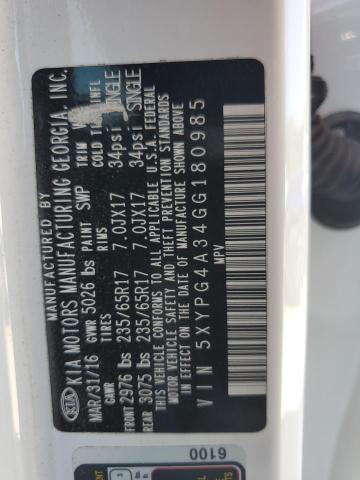 MANUFACTURED BY
KIA MOTORS MANUFACTURING GEORGIA, INC.
MAR/31/16 GVWR 5026 lbs PAINT SWP TRIM
GAWR TIRES RIMS COLD TIRE INFL
FRONT 2976 lbs 235/65R17 7.0JX17 34psi SINGLE
REAR 3075 lbs 235/65R17 7.0JX17 34psi SINGLE
THIS VEHICLE CONFORMS TO ALL APPLICABLE U.S.A. FEDERAL
MOTOR VEHICLE SAFETY AND THEFT PREVENTION STANDARDS IN EFFECT ON THE DATE OF MANUFACTURE
VIN 5XYPG4A34GG180985
MPV
KIA
6100